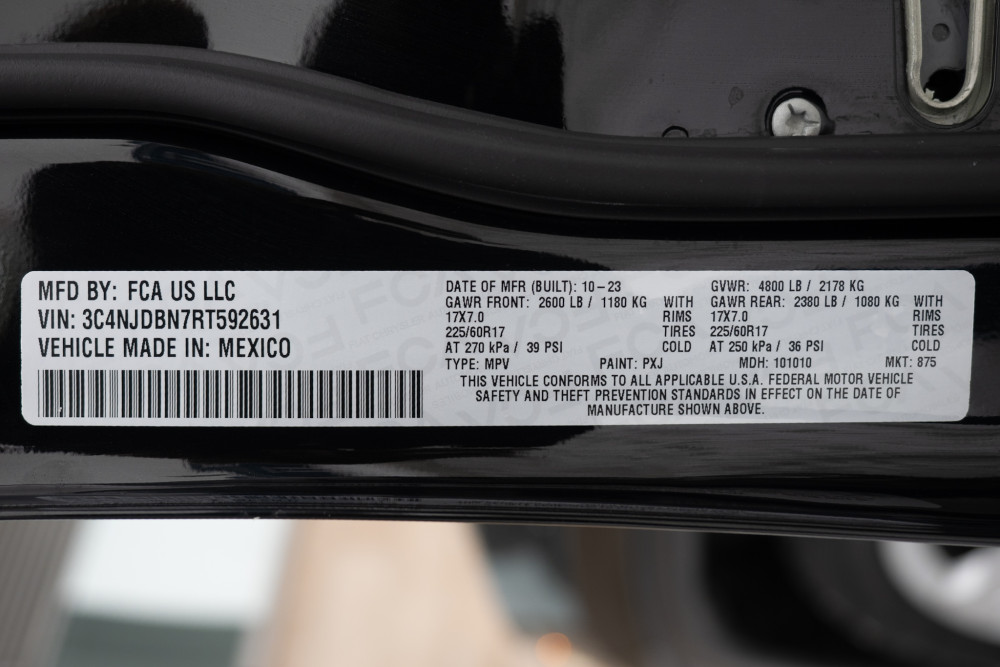 MFD BY: FCA US LLC
VIN: 3C4NJDBN7RT592631
VEHICLE MADE IN: MEXICO
DATE OF MFR (BUILT): 10-23 GVWR: 4800 LB / 2178 KG
GAWR FRONT: 2600 LB / 1180 KG WITH GAWR REAR: 2380 LB / 1080 KG WITH
17X7.0 RIMS 17X7.0 RIMS
225/60R17 TIRES 225/60R17 TIRES
AT 270 kPa / 39 PSI COLD AT 250 kPa / 36 PSI COLD
TYPE: MPV PAINT: PXJ MDH: 101010 MKT: 875
THIS VEHICLE CONFORMS TO ALL APPLICABLE U.S.A. FEDERAL MOTOR VEHICLE
SAFETY AND THEFT PREVENTION STANDARDS IN EFFECT ON THE DATE OF
MANUFACTURE SHOWN ABOVE.